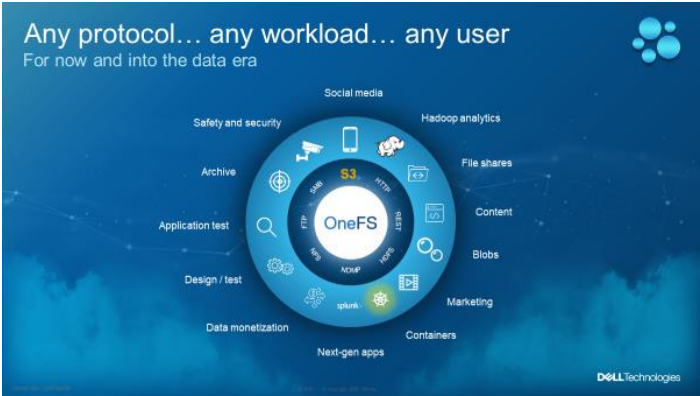 Any protocol… any workload… any user
For now and into the data era
Social media
Safety and security
Hadoop analytics
Archive
File shares
S3
SMB
HTTP
Application test
FTP
OneFS
REST
Content
NFS
HDFS
Blobs
NDMP
Design / test
Marketing
splunk>
Data monetization
Containers
Next-gen apps
DELLTechnologies